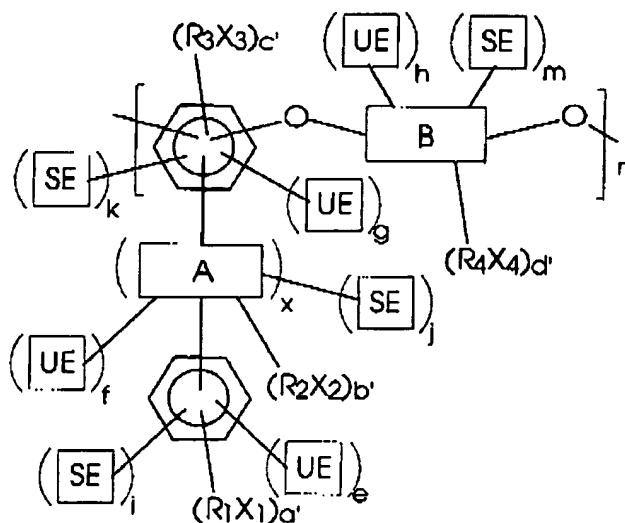 (R3X3)c'
(UE)h
(SE)m
O
B
O
n
(SE)k
(UE)g
(R4X4)d'
(A)x
(SE)j
(UE)f
(R2X2)b'
(SE)i
(UE)e
(R1X1)a'